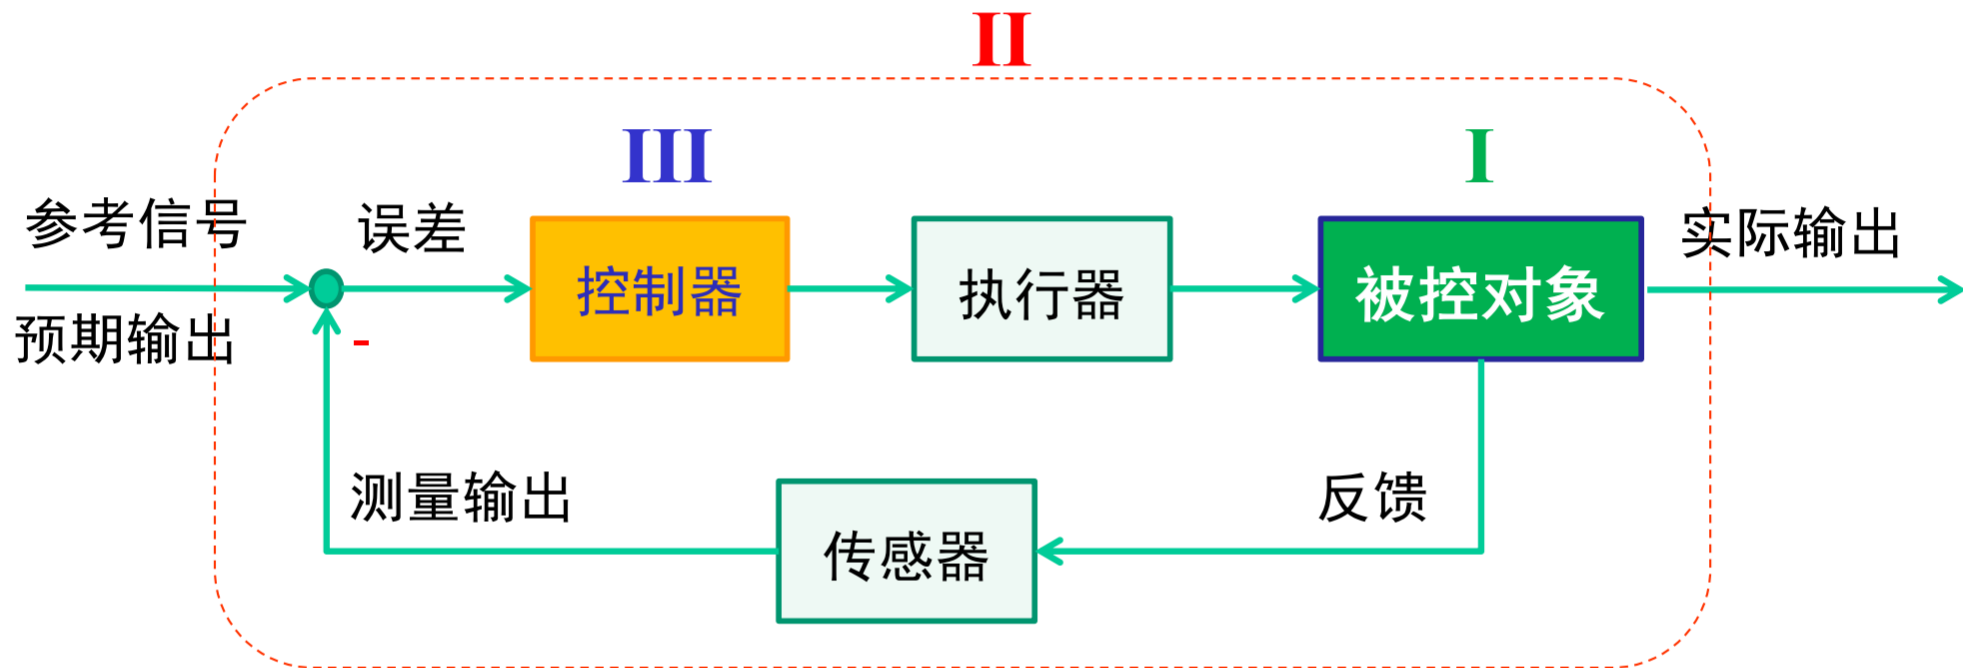 II
III
I
参考信号
误差
实际输出
控制器
执行器
被控对象
预期输出
-
测量输出
反馈
传感器